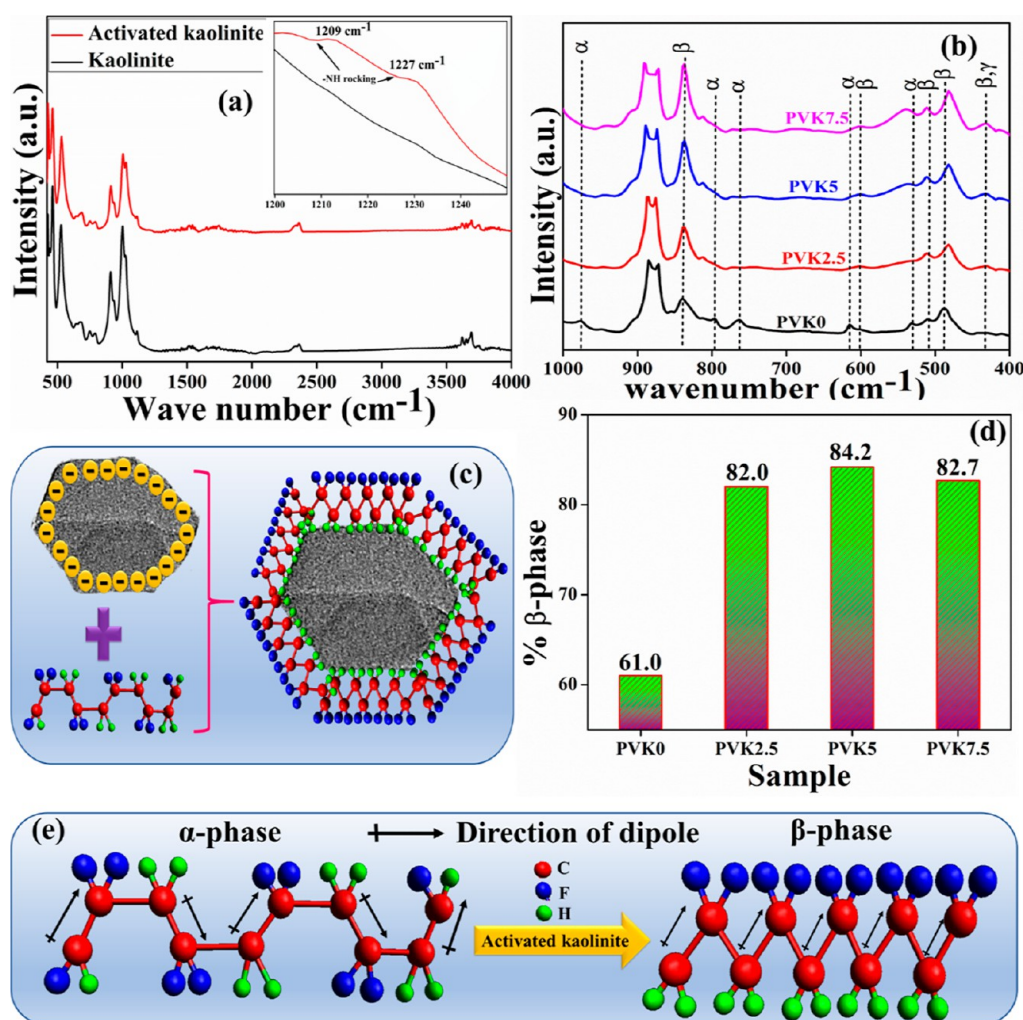 (a)
Activated kaolinite
Kaolinite
1209 cm-1
1227 cm-1
-NH rocking
1200 1210 1220 1230 1240
Intensity (a.u.)
500 1000 1500 2000 2500 3000 3500 4000
Wave number (cm-1)
(b)
α β α α α β α β β β,γ
PVK7.5
PVK5
PVK2.5
PVK0
Intensity (a.u.)
1000 900 800 700 600 500 400
wavenumber (cm-1)
(c)
(d)
90
80
70
60
% β-phase
61.0
82.0
84.2
82.7
PVK0 PVK2.5 PVK5 PVK7.5
Sample
(e)
α-phase
Direction of dipole
β-phase
C
F
H
Activated kaolinite